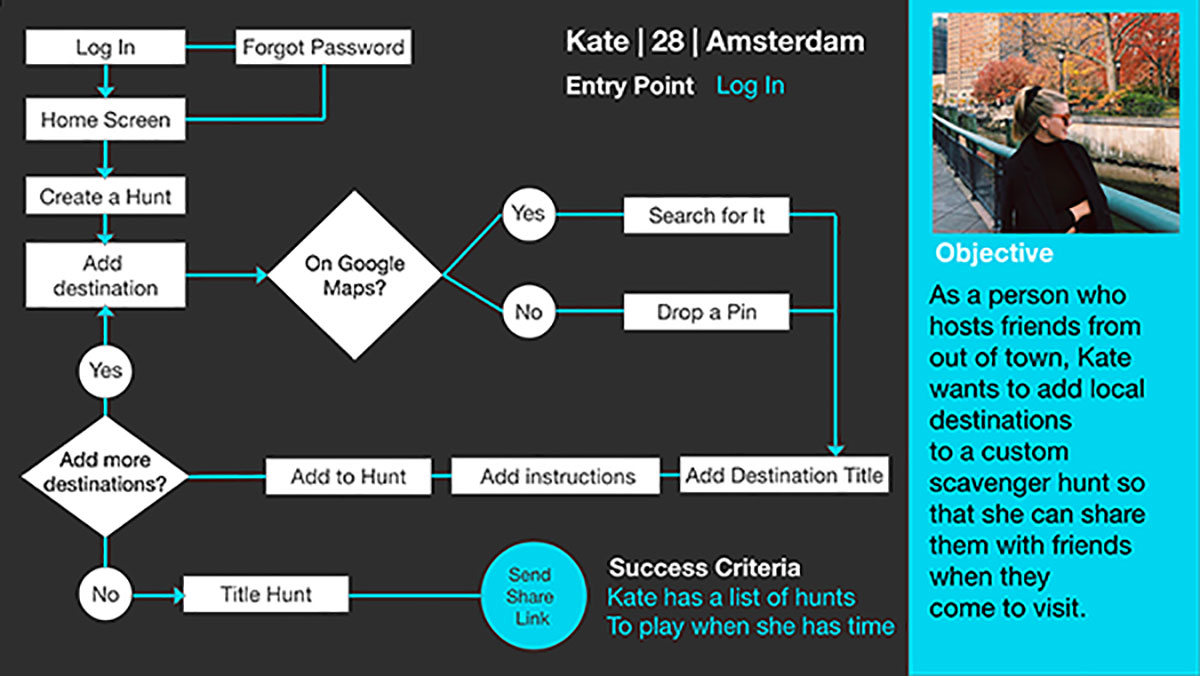 Log In
Forgot Password
Kate | 28 | Amsterdam
Entry Point Log In
Home Screen
Create a Hunt
Add
destination
On Google
Maps?
Yes
Search for It
No
Drop a Pin
Yes
Add more
destinations?
Add to Hunt
Add instructions
Add Destination Title
No
Title Hunt
Send
Share
Link
Success Criteria
Kate has a list of hunts
To play when she has time
Objective
As a person who
hosts friends from
out of town, Kate
wants to add local
destinations
to a custom
scavenger hunt so
that she can share
them with friends
when they
come to visit.